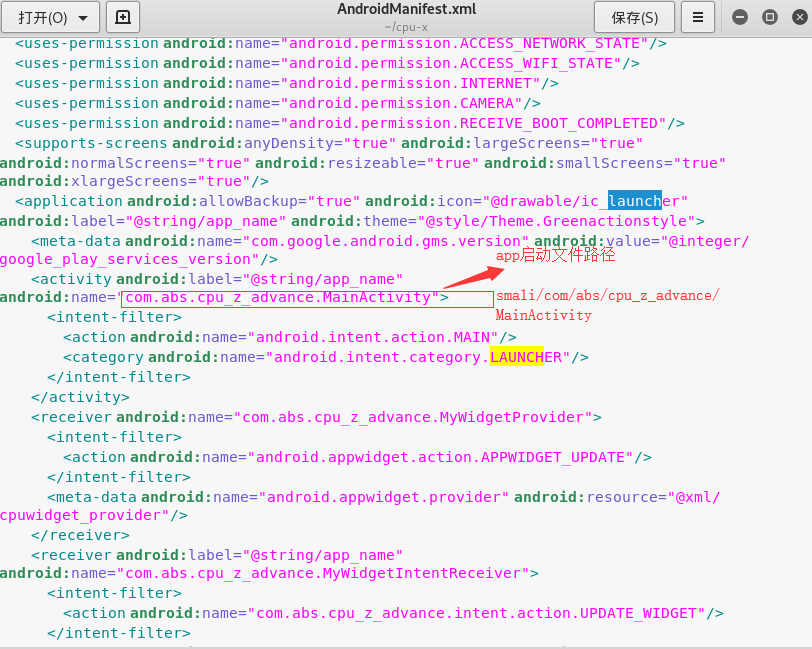 打开(O)
AndroidManifest.xml
~/cpu-x
保存(S)
<uses-permission android:name="android.permission.ACCESS_NETWORK_STATE"/>
<uses-permission android:name="android.permission.ACCESS_WIFI_STATE"/>
<uses-permission android:name="android.permission.INTERNET"/>
<uses-permission android:name="android.permission.CAMERA"/>
<uses-permission android:name="android.permission.RECEIVE_BOOT_COMPLETED"/>
<supports-screens android:anyDensity="true" android:largeScreens="true"
android:normalScreens="true" android:resizeable="true" android:smallScreens="true"
android:xlargeScreens="true"/>
<application android:allowBackup="true" android:icon="@drawable/ic_launcher"
android:label="@string/app_name" android:theme="@style/Theme.Greenactionstyle">
<meta-data android:name="com.google.android.gms.version" android:value="@integer/
google_play_services_version"/>
app启动文件路径
<activity android:label="@string/app_name"
android:name="com.abs.cpu_z_advance.MainActivity">
smali/com/abs/cpu_z_advance/
MainActivity
<intent-filter>
<action android:name="android.intent.action.MAIN"/>
<category android:name="android.intent.category.LAUNCHER"/>
</intent-filter>
</activity>
<receiver android:name="com.abs.cpu_z_advance.MyWidgetProvider">
<intent-filter>
<action android:name="android.appwidget.action.APPWIDGET_UPDATE"/>
</intent-filter>
<meta-data android:name="android.appwidget.provider" android:resource="@xml/
cpuwidget_provider"/>
</receiver>
<receiver android:label="@string/app_name"
android:name="com.abs.cpu_z_advance.MyWidgetIntentReceiver">
<intent-filter>
<action android:name="com.abs.cpu_z_advance.intent.action.UPDATE_WIDGET"/>
</intent-filter>